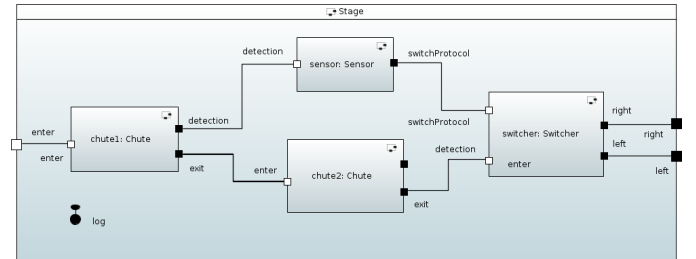 Stage
detection
sensor: Sensor
switchProtocol
detection
switchProtocol
right
right
enter
enter
chute1: Chute
exit
enter
chute2: Chute
exit
detection
switcher: Switcher
enter
left
left
log